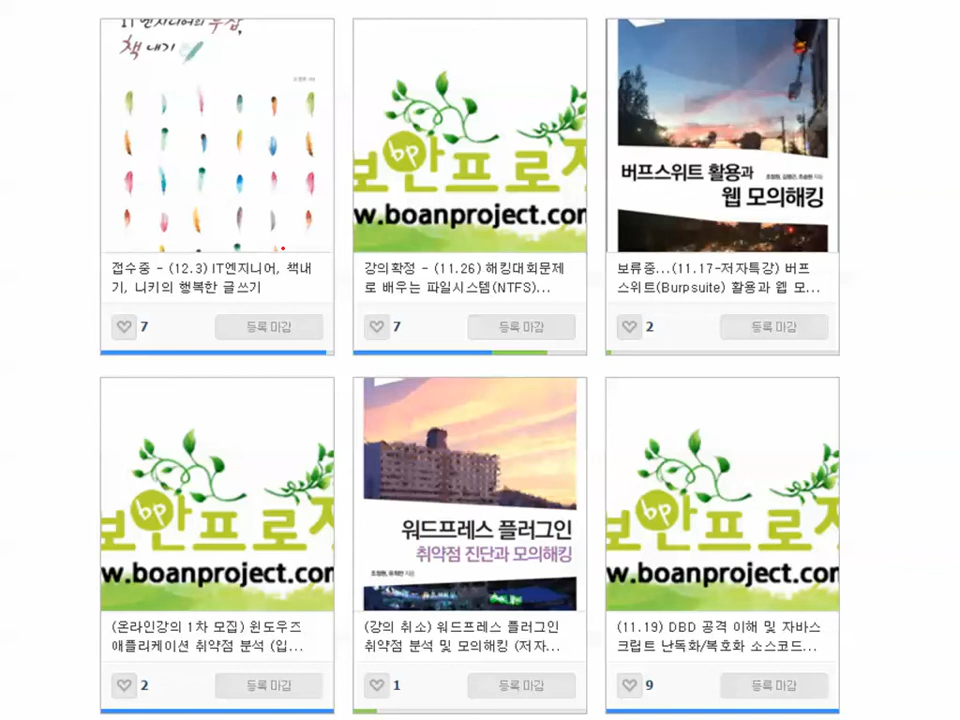 IT엔지니어의 투잡,
책 내기
bp
보안프로젝
w.boanproject.com
버프스위트 활용과
웹 모의해킹
접수중 - (12.3) IT엔지니어, 책내
기, 니키의 행복한 글쓰기
강의확정 - (11.26) 해킹대회문제
로 배우는 파일시스템(NTFS)...
보류중...(11.17-저자특강) 버프
스위트(Burpsuite) 활용과 웹 모...
7
등록 마감
7
등록 마감
2
등록 마감
bp
보안프로젝
w.boanproject.com
워드프레스 플러그인
취약점 진단과 모의해킹
bp
보안프로젝
w.boanproject.com
(온라인강의 1차 모집) 윈도우즈
애플리케이션 취약점 분석 (입...
(강의 취소) 워드프레스 플러그인
취약점 분석 및 모의해킹 (저자...
(11.19) DBD 공격 이해 및 자바스
크립트 난독화/복호화 소스코드...
2
등록 마감
1
등록 마감
9
등록 마감